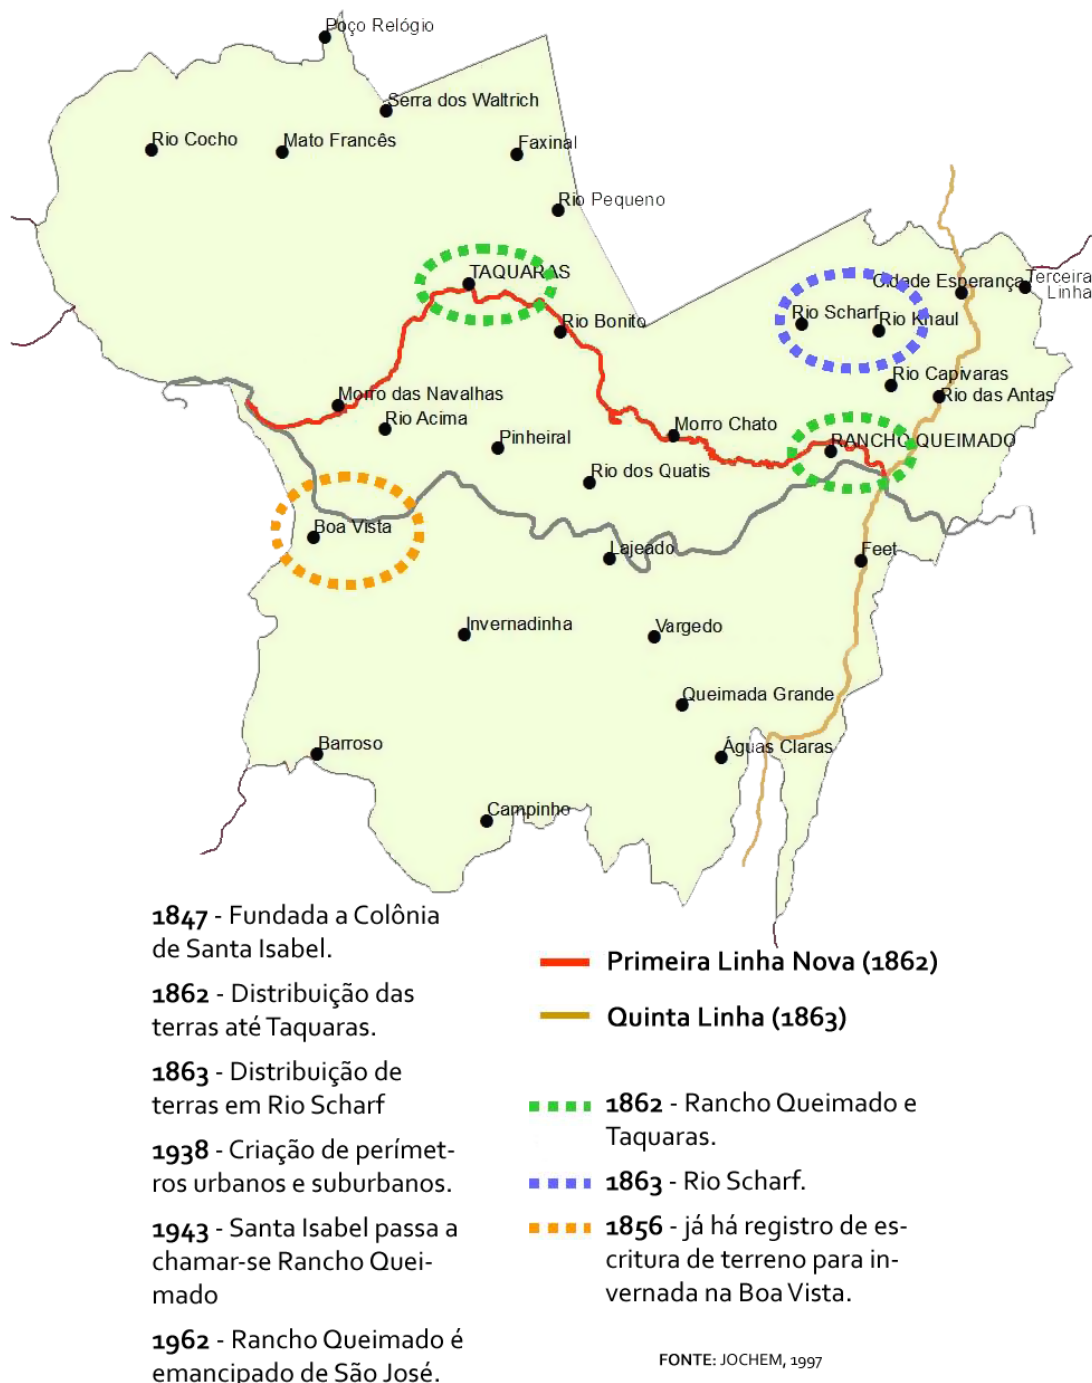 Poço Relógio
Serra dos Waltrich
Rio Cocho
Mato Francês
Faxinal
Rio Pequeno
TAQUARAS
Cidade Esperança
Terceira
Linha
Rio Scharf
Rio Knaul
Rio Bonito
Rio Capivaras
Morro das Navalhas
Rio das Antas
Rio Acima
Morro Chato
Pinheiral
RANCHO QUEIMADO
Rio dos Quatis
Boa Vista
Lajeado
Feet
Invernadinha
Vargedo
Queimada Grande
Barroso
Águas Claras
Campinho
1847 - Fundada a Colônia
de Santa Isabel.
1862 - Distribuição das
terras até Taquaras.
1863 - Distribuição de
terras em Rio Scharf
1938 - Criação de perímet-
ros urbanos e suburbanos.
1943 - Santa Isabel passa a
chamar-se Rancho Quei-
mado
1962 - Rancho Queimado é
emancipado de São José.
Primeira Linha Nova (1862)
Quinta Linha (1863)
1862 - Rancho Queimado e
Taquaras.
1863 - Rio Scharf.
1856 - já há registro de es-
critura de terreno para in-
vernada na Boa Vista.
FONTE: JOCHEM, 1997